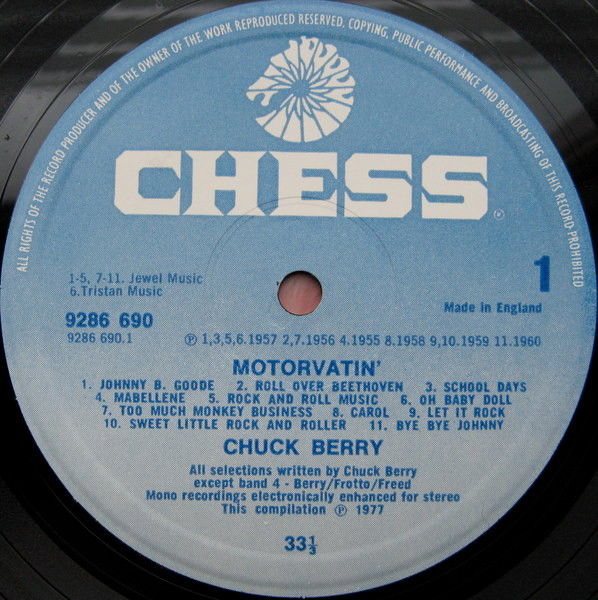 ALL RIGHTS OF THE RECORD PRODUCER AND OF THE OWNER OF THE WORK REPRODUCED RESERVED. COPYING, PUBLIC PERFORMANCE AND BROADCASTING OF THIS RECORD PROHIBITED
CHESS®
1-5, 7-11. Jewel Music
6.Tristan Music
1
9286 690
Made in England
9286 690.1
Ⓟ 1,3,5,6.1957 2,7.1956 4.1955 8.1958 9,10.1959 11.1960
MOTORVATIN'
1. JOHNNY B. GOODE 2. ROLL OVER BEETHOVEN 3. SCHOOL DAYS
4. MABELLENE 5. ROCK AND ROLL MUSIC 6. OH BABY DOLL
7. TOO MUCH MONKEY BUSINESS 8. CAROL 9. LET IT ROCK
10. SWEET LITTLE ROCK AND ROLLER 11. BYE BYE JOHNNY
CHUCK BERRY
All selections written by Chuck Berry
except band 4 - Berry/Frotto/Freed
Mono recordings electronically enhanced for stereo
This compilation Ⓟ 1977
33⅓